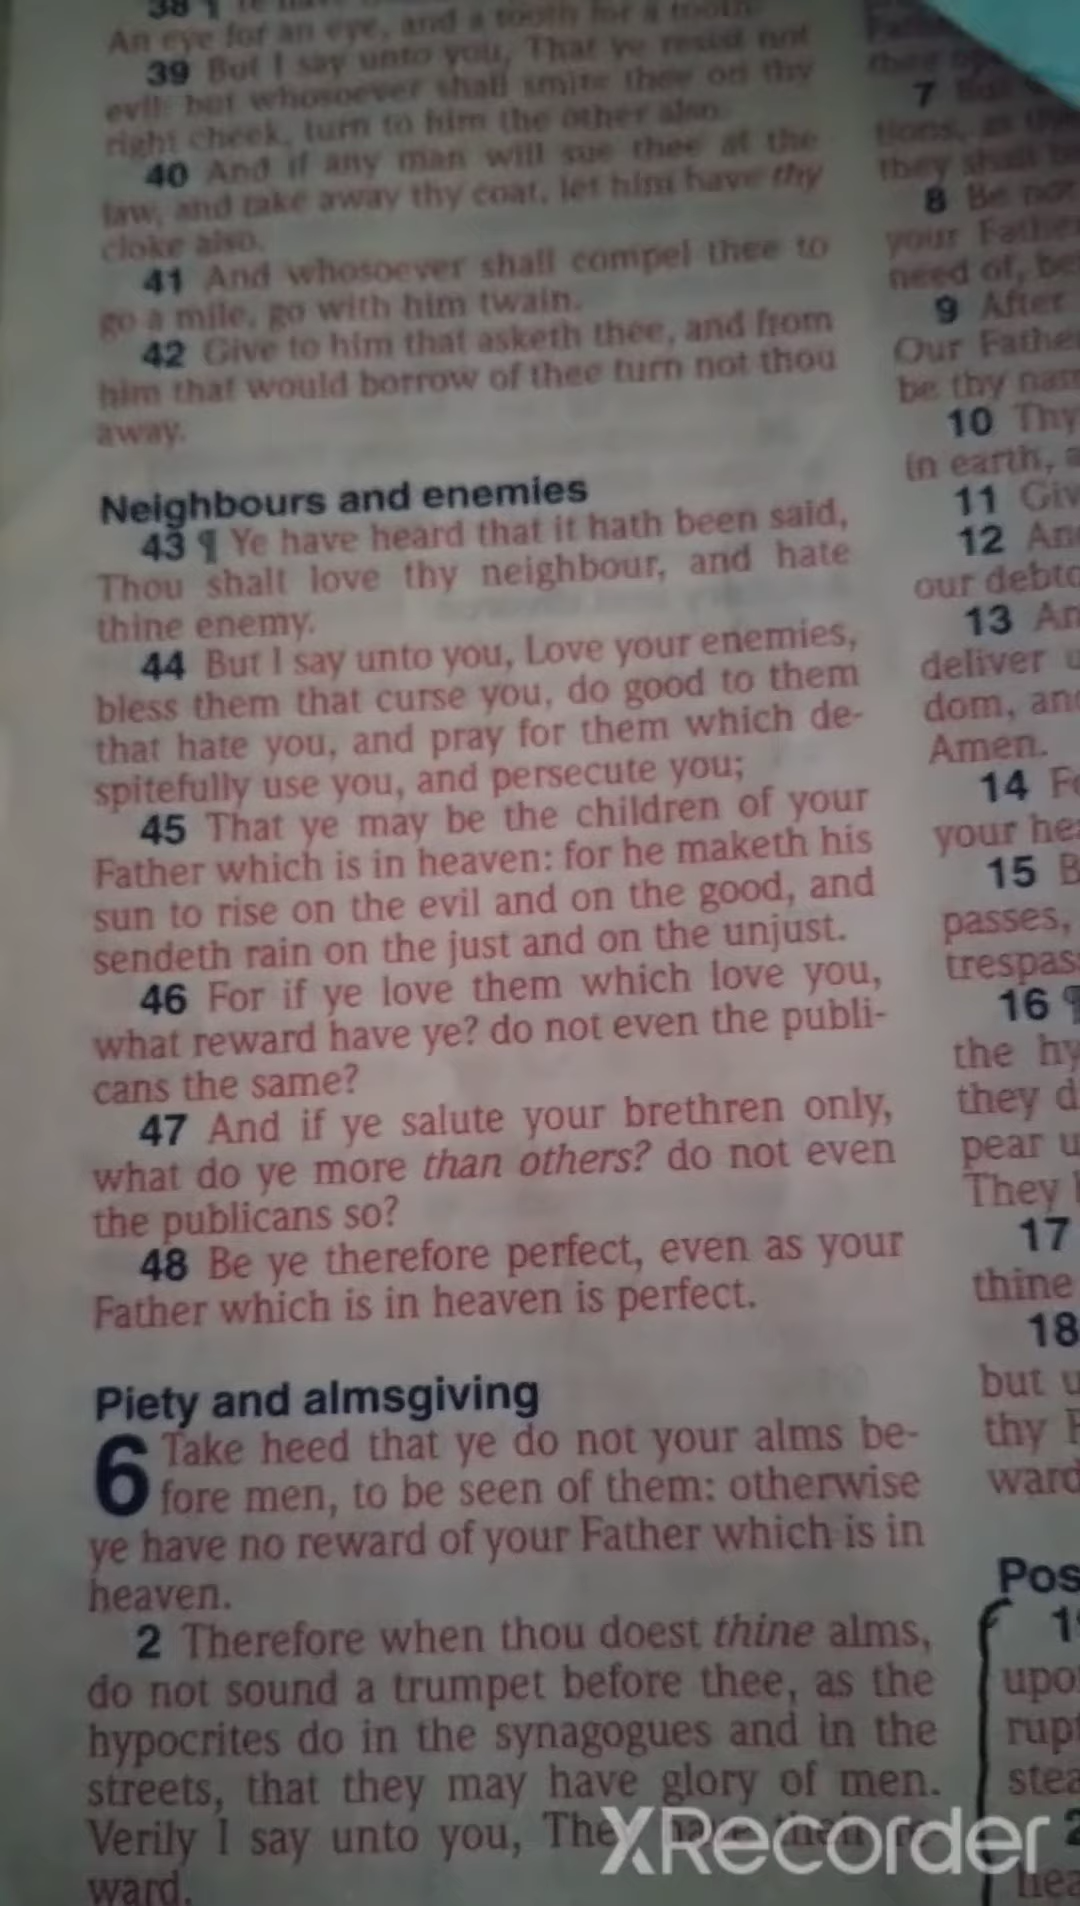 38 ¶
An eye for an eye, and a tooth for a tooth
39 But I say unto you, That ye resist not
evil: but whosoever shall smite thee on thy
right cheek, turn to him the other also.
40 And if any man will sue thee at the
law, and take away thy coat, let him have thy
cloke also.
41 And whosoever shall compel thee to
go a mile, go with him twain.
42 Give to him that asketh thee, and from
him that would borrow of thee turn not thou
away.
Neighbours and enemies
43 ¶ Ye have heard that it hath been said,
Thou shalt love thy neighbour, and hate
thine enemy.
44 But I say unto you, Love your enemies,
bless them that curse you, do good to them
that hate you, and pray for them which de-
spitefully use you, and persecute you;
45 That ye may be the children of your
Father which is in heaven: for he maketh his
sun to rise on the evil and on the good, and
sendeth rain on the just and on the unjust.
46 For if ye love them which love you,
what reward have ye? do not even the publi-
cans the same?
47 And if ye salute your brethren only,
what do ye more than others? do not even
the publicans so?
48 Be ye therefore perfect, even as your
Father which is in heaven is perfect.
Piety and almsgiving
6 Take heed that ye do not your alms be-
fore men, to be seen of them: otherwise
ye have no reward of your Father which is in
heaven.
2 Therefore when thou doest thine alms,
do not sound a trumpet before thee, as the
hypocrites do in the synagogues and in the
streets, that they may have glory of men.
Verily I say unto you, The
ward.
7
tions, as
they shall
8 Be not
your Father
need of, be
9 After
Our Father
be thy nam
10 Thy
in earth, a
11 Giv
12 An
our debto
13 An
deliver u
dom, and
Amen.
14 Fo
your hea
15 B
passes,
trespas
16 ¶
the hy
they d
pear u
They
17
thine
18
but u
thy F
ward
Pos
1
upo
rupt
stea
2
hea
XRecorder